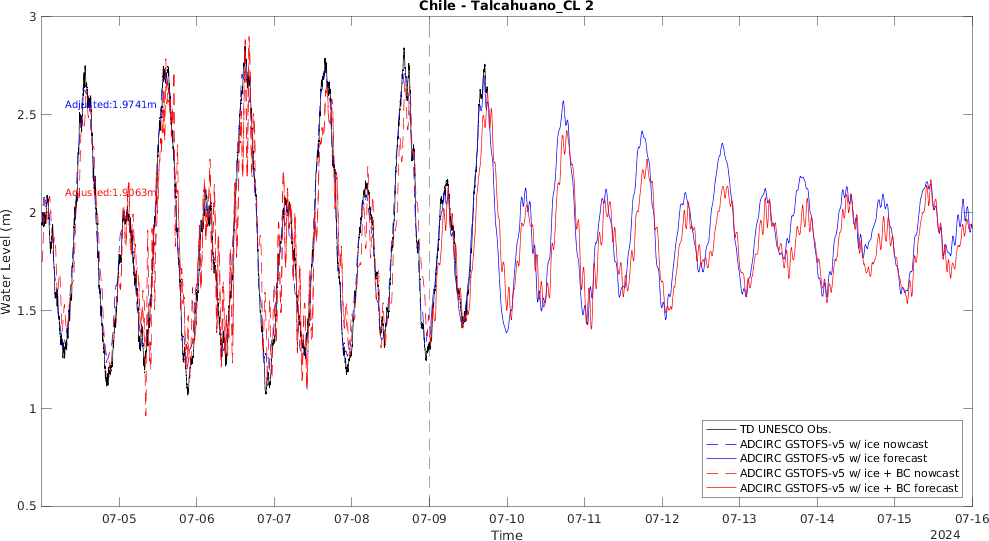 Chile - Talcahuano_CL 2
3
2.5
2
1.5
1
0.5
Water Level (m)
Adjusted:1.9741m
Adjusted:1.9063m
TD UNESCO Obs.
ADCIRC GSTOFS-v5 w/ ice nowcast
ADCIRC GSTOFS-v5 w/ ice forecast
ADCIRC GSTOFS-v5 w/ ice + BC nowcast
ADCIRC GSTOFS-v5 w/ ice + BC forecast
07-05 07-06 07-07 07-08 07-09 07-10 07-11 07-12 07-13 07-14 07-15 07-16
Time
2024